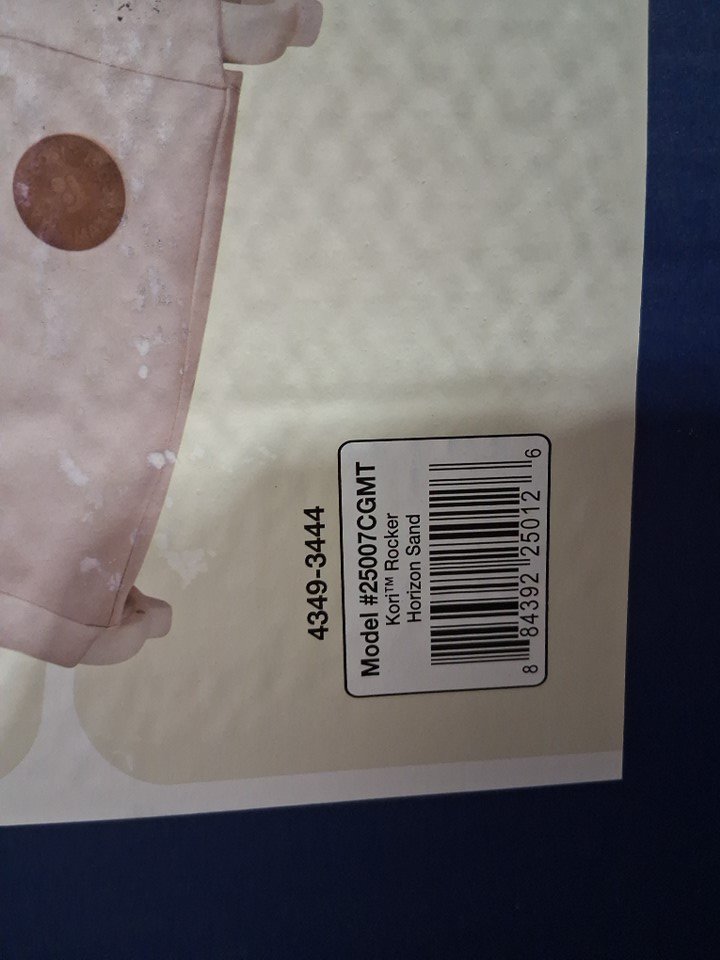 4349-3444
Model #25007CGMT
Kori™ Rocker
Horizon Sand
8 84392 25012 6